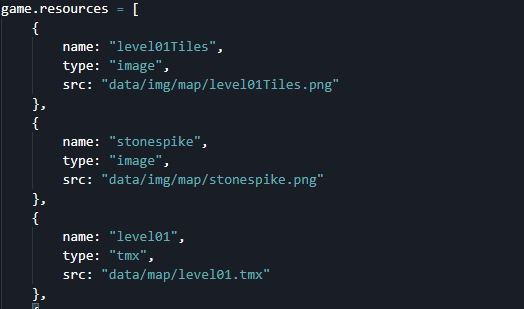 game.resources = [
    {
        name: "level01Tiles",
        type: "image",
        src: "data/img/map/level01Tiles.png"
    },
    {
        name: "stonespike",
        type: "image",
        src: "data/img/map/stonespike.png"
    },
    {
        name: "level01",
        type: "tmx",
        src: "data/map/level01.tmx"
    },
    {